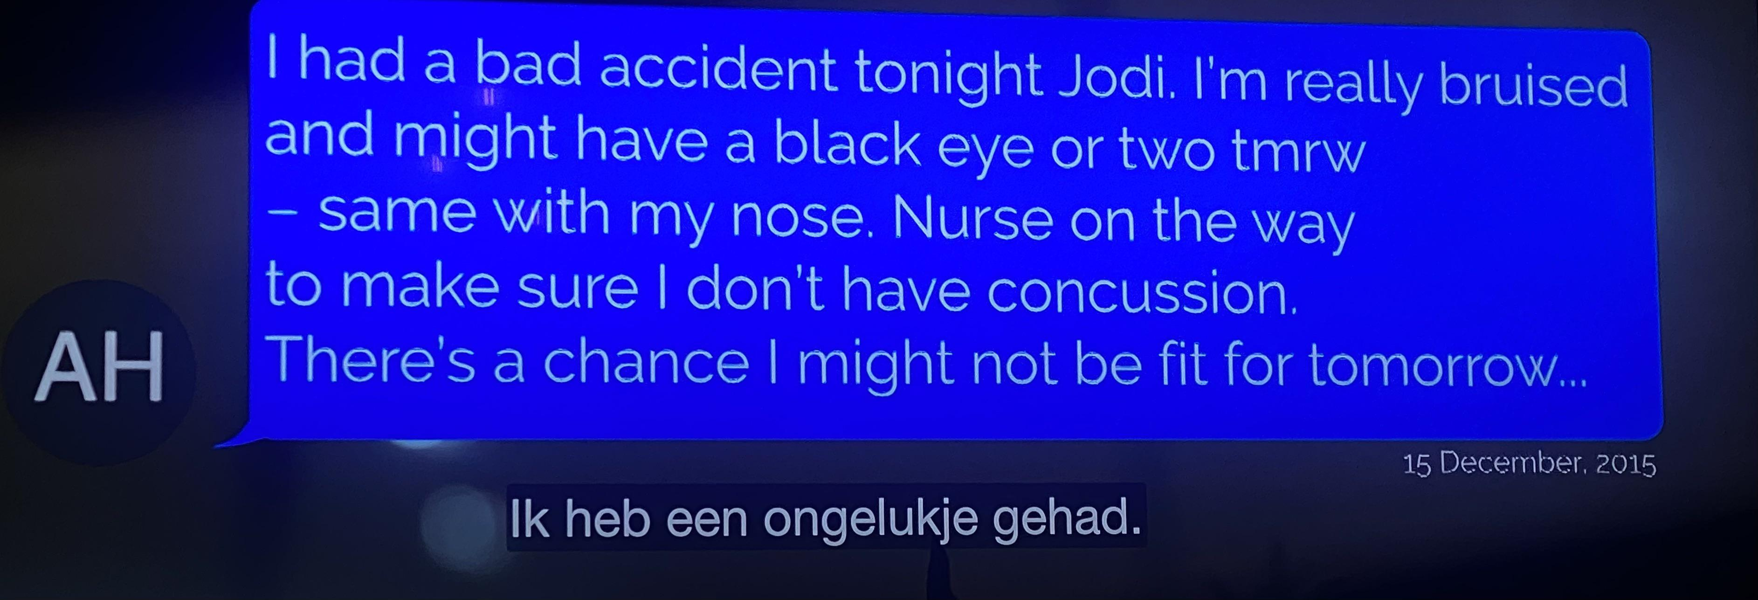 I had a bad accident tonight Jodi. I'm really bruised
and might have a black eye or two tmrw
– same with my nose. Nurse on the way
to make sure I don't have concussion.
There's a chance I might not be fit for tomorrow...
AH
15 December, 2015
Ik heb een ongelukje gehad.